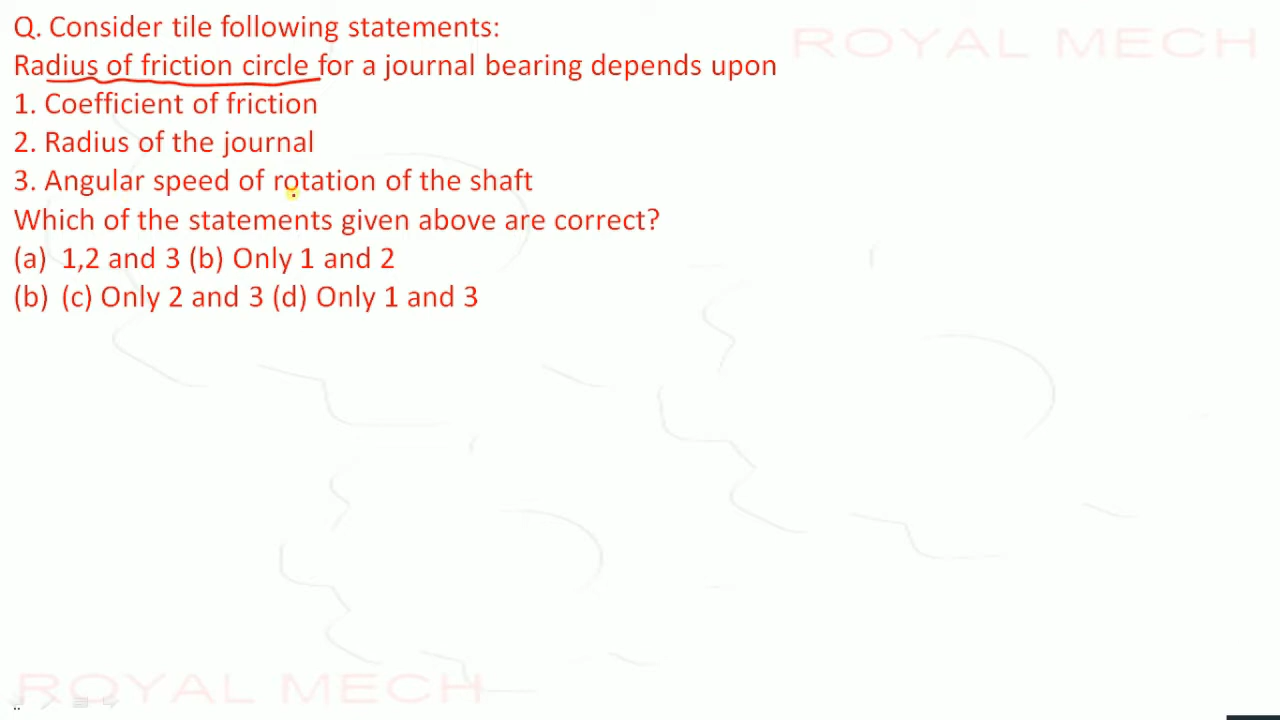 Q. Consider tile following statements:
ROYAL MECH
Radius of friction circle for a journal bearing depends upon
1. Coefficient of friction
2. Radius of the journal
3. Angular speed of rotation of the shaft
Which of the statements given above are correct?
(a) 1,2 and 3 (b) Only 1 and 2
(b) (c) Only 2 and 3 (d) Only 1 and 3
ROYAL MECH